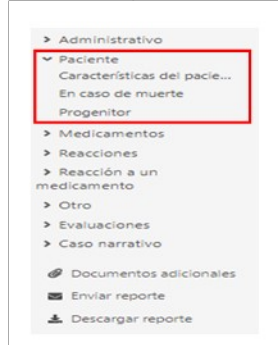 Administrativo
Paciente
Características del pacie...
En caso de muerte
Progenitor
Medicamentos
Reacciones
Reacción a un
medicamento
Otro
Evaluaciones
Caso narrativo
Documentos adicionales
Enviar reporte
Descargar reporte